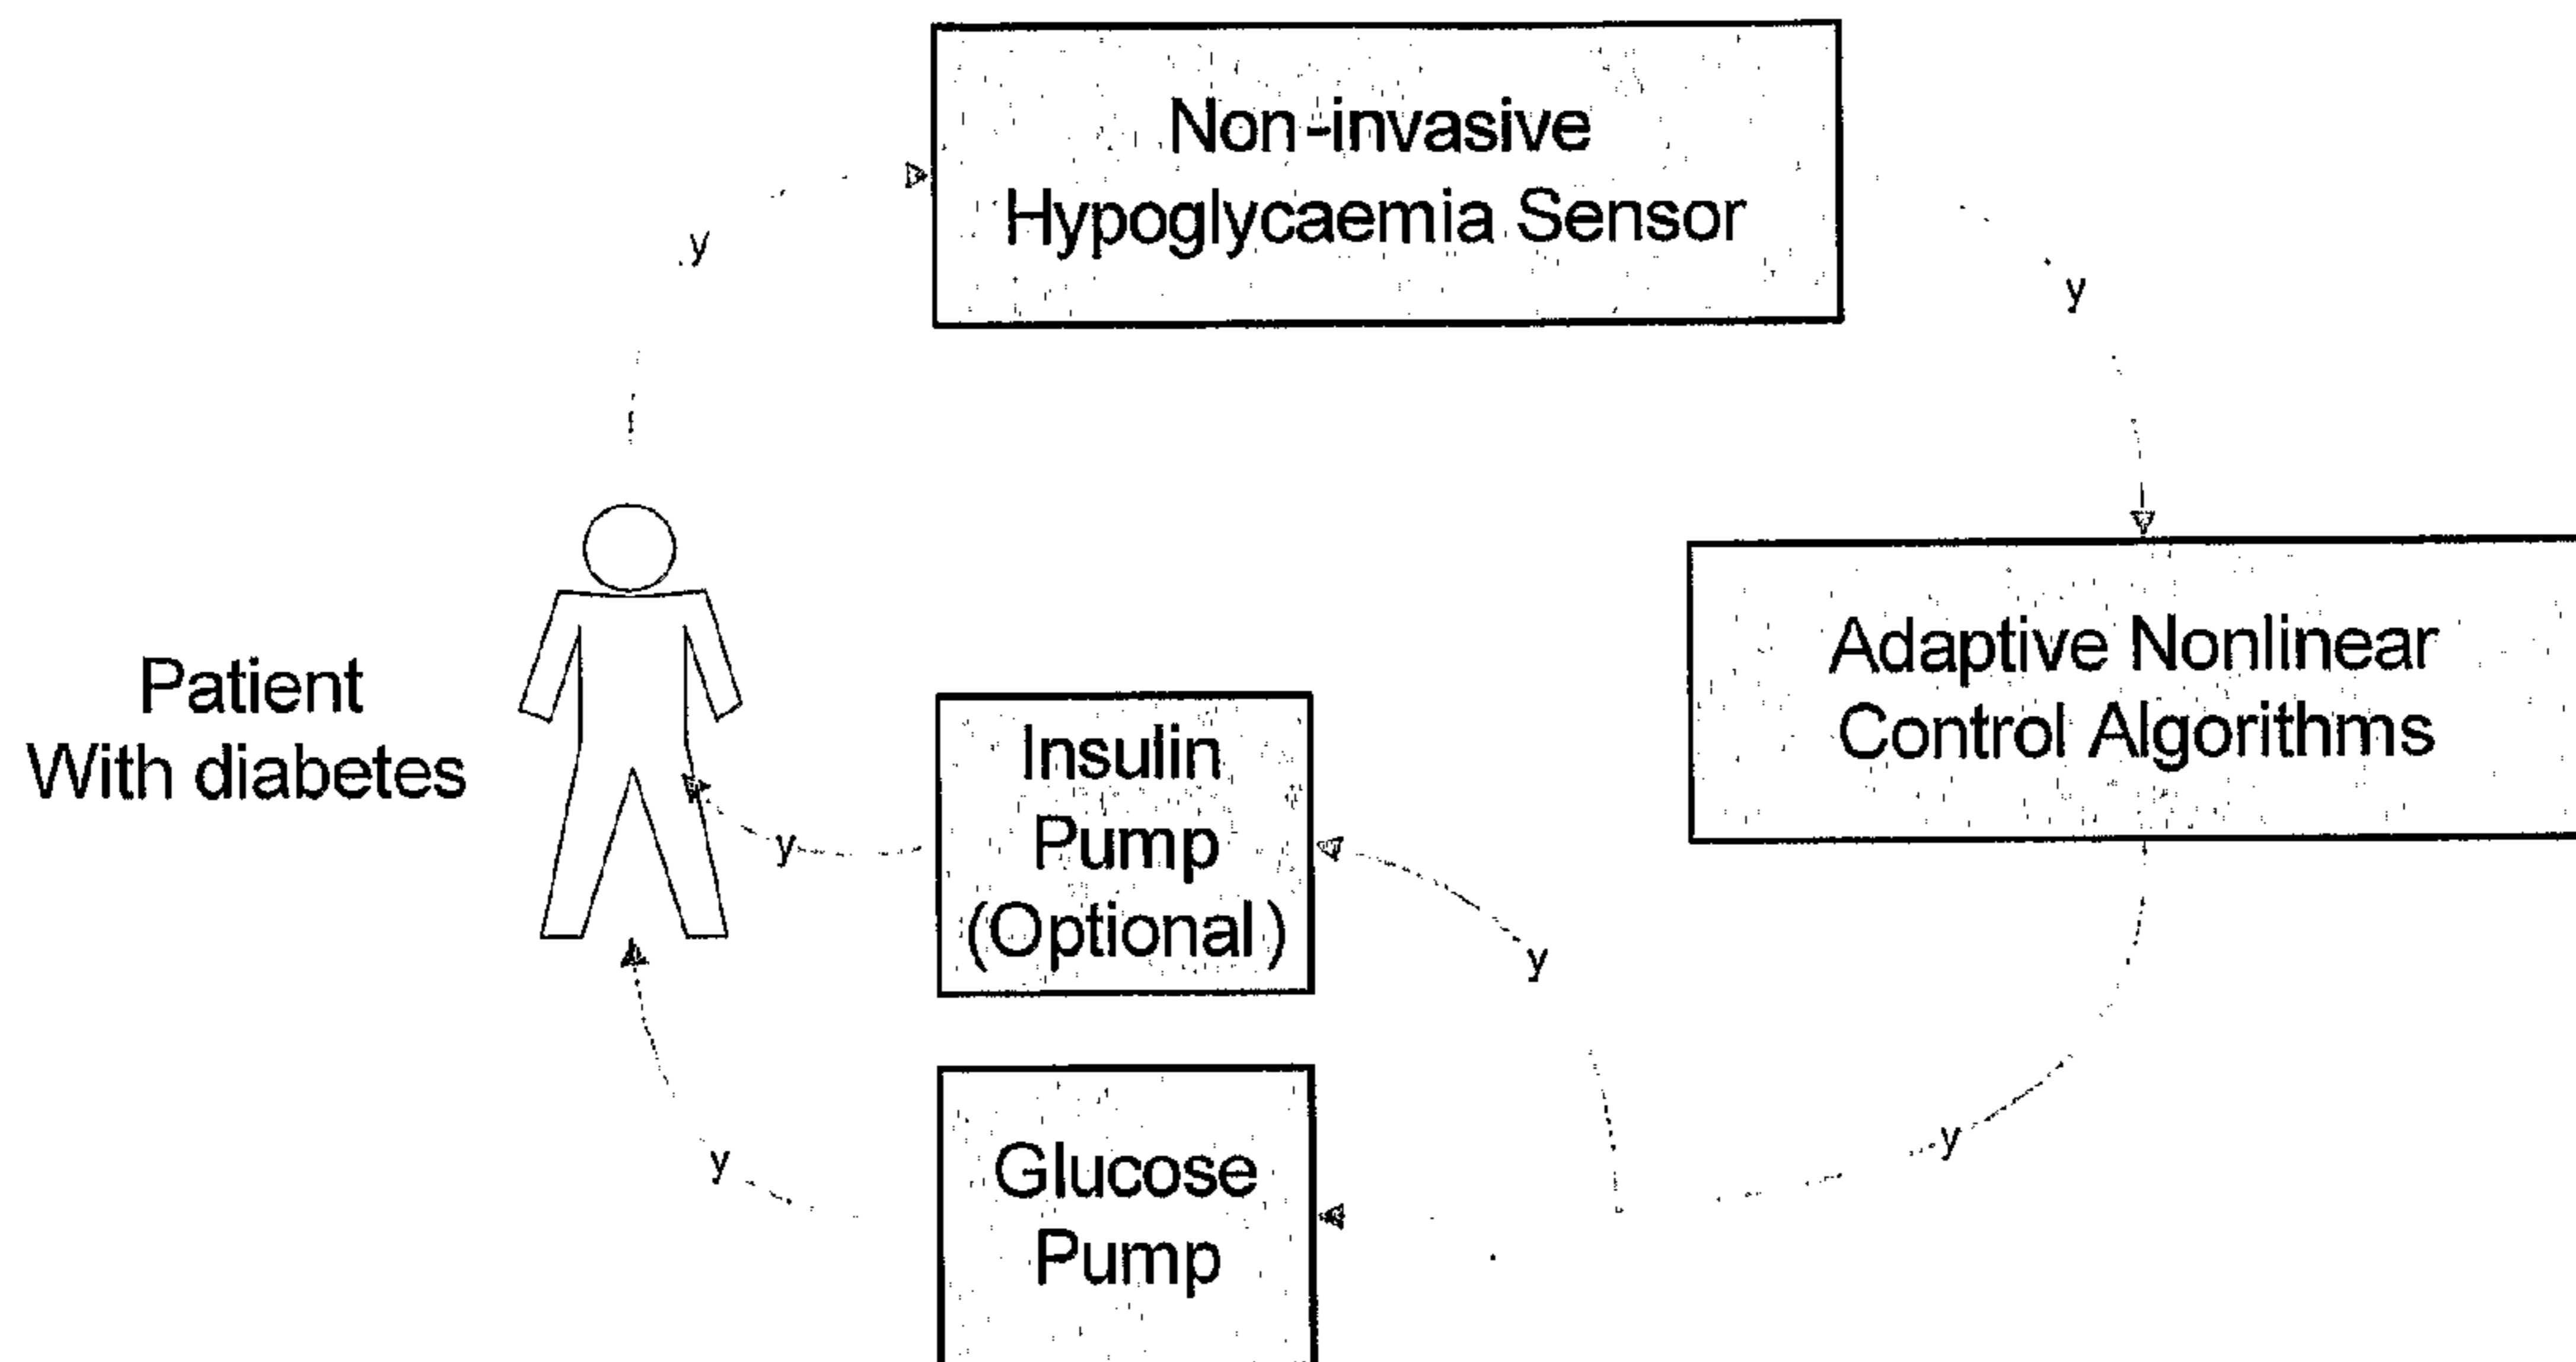 Non-invasive
Hypoglycaemia Sensor
y
y
Adaptive Nonlinear
Control Algorithms
Patient
With diabetes
Insulin
Pump
(Optional)
y
y
Glucose
Pump
y
y